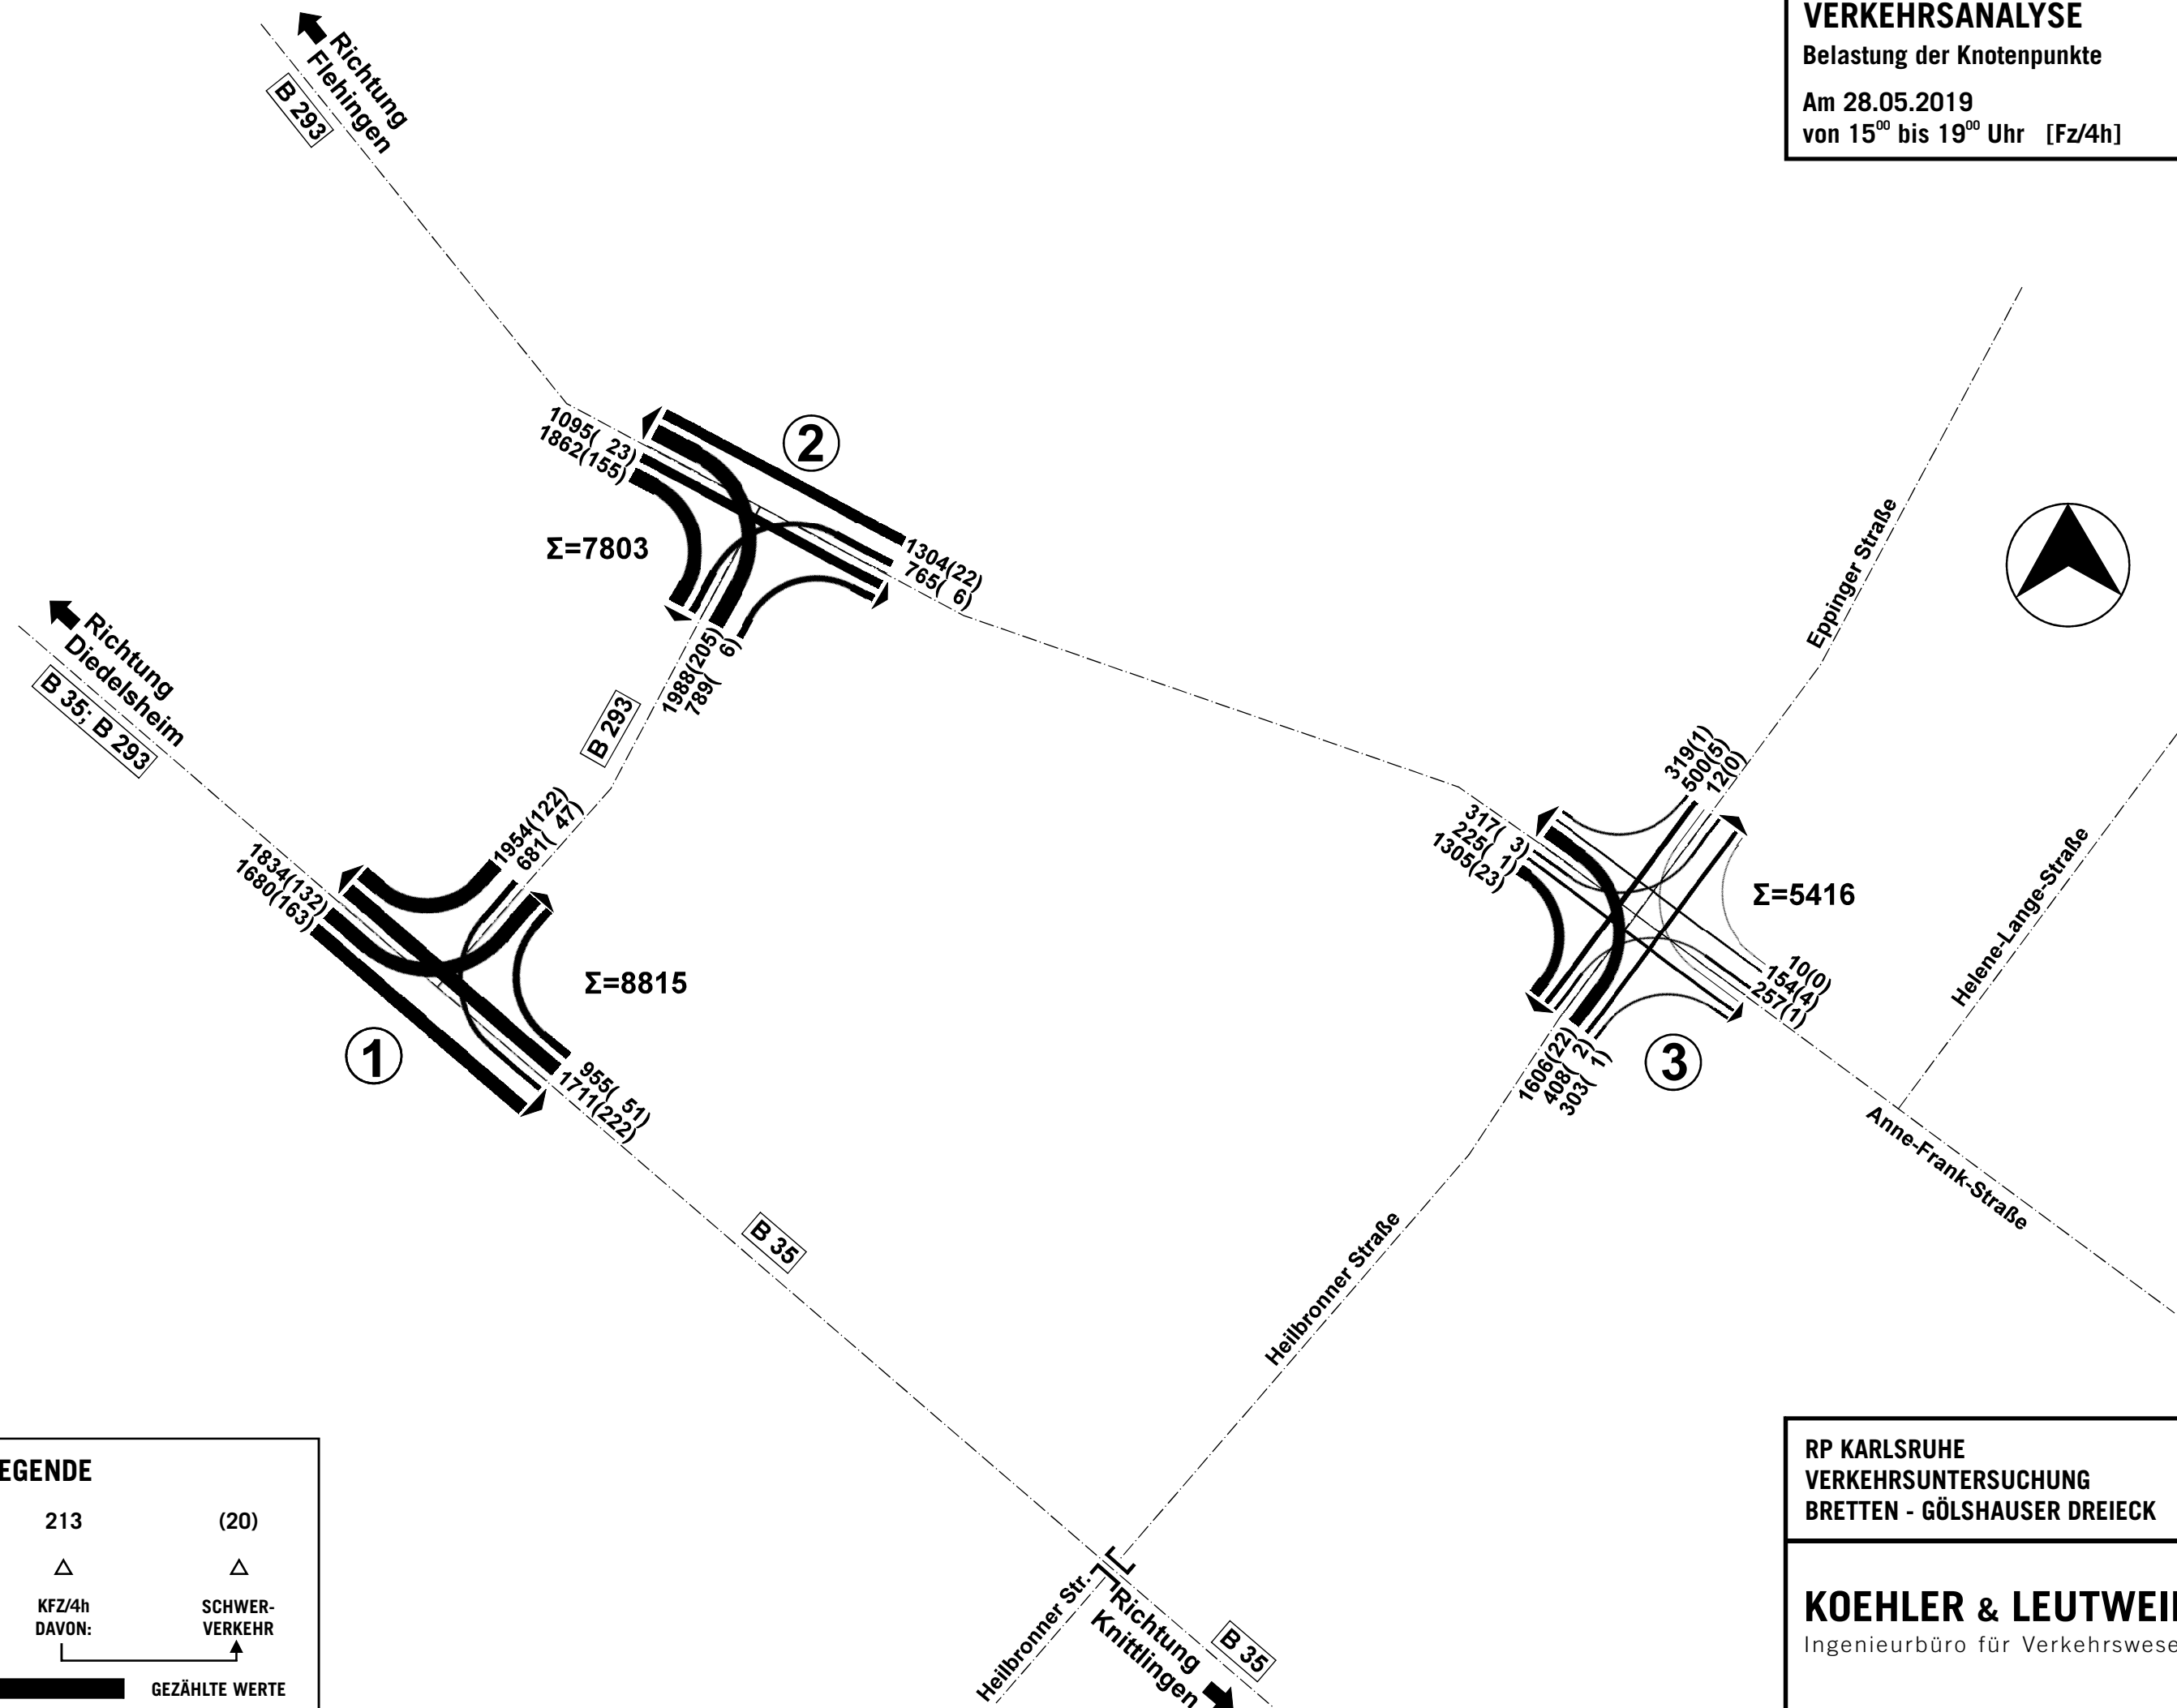 VERKEHRSANALYSE
Belastung der Knotenpunkte
Am 28.05.2019
von 15⁰⁰ bis 19⁰⁰ Uhr [Fz/4h]
Richtung
Flehingen
B 293
1095( 23)
1862(155)
2
Σ=7803
1304(22)
765( 6)
1988(205)
789( 6)
B 293
Richtung
Diedelsheim
B 35; B 293
1954(122)
681( 47)
1834(132)
1680(163)
Σ=8815
1
955( 51)
1711(222)
Eppinger Straße
319(1)
500(5)
12(0)
317( 3)
225( 1)
1305(23)
Σ=5416
10(0)
154(4)
257(1)
1606(22)
408( 2)
303( 1)
3
Helene-Lange-Straße
Anne-Frank-Straße
B 35
Heilbronner Straße
Heilbronner Str.
Richtung
Knittlingen
B 35
EGENDE
213 (20)
KFZ/4h
DAVON:
SCHWER-
VERKEHR
GEZÄHLTE WERTE
RP KARLSRUHE
VERKEHRSUNTERSUCHUNG
BRETTEN - GÖLSHAUSER DREIECK
KOEHLER & LEUTWEI
Ingenieurbüro für Verkehrswese